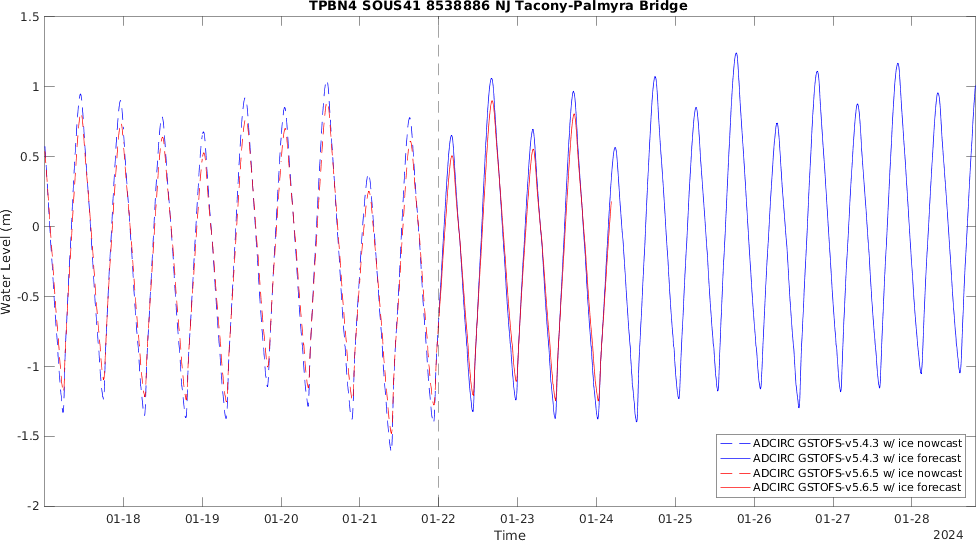 TPBN4 SOUS41 8538886 NJ Tacony-Palmyra Bridge
1.5
1
0.5
0
-0.5
-1
-1.5
-2
Water Level (m)
01-18 01-19 01-20 01-21 01-22 01-23 01-24 01-25 01-26 01-27 01-28
Time
2024
ADCIRC GSTOFS-v5.4.3 w/ ice nowcast
ADCIRC GSTOFS-v5.4.3 w/ ice forecast
ADCIRC GSTOFS-v5.6.5 w/ ice nowcast
ADCIRC GSTOFS-v5.6.5 w/ ice forecast